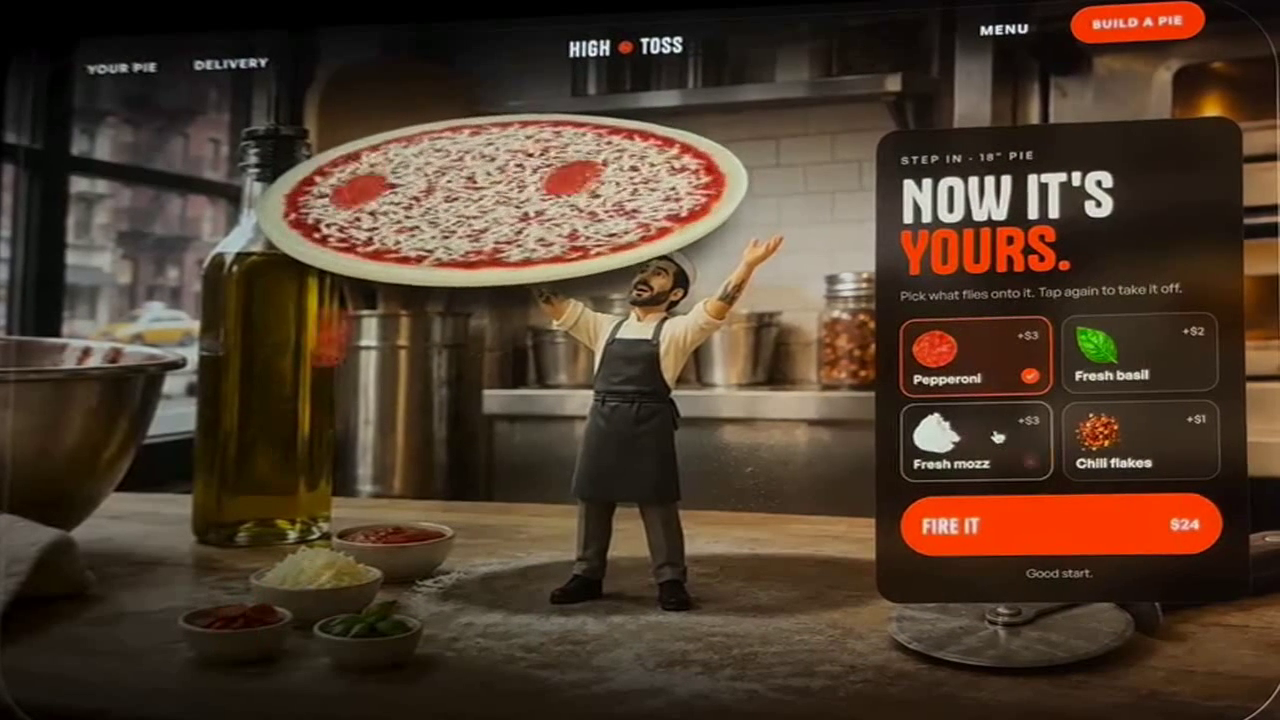 YOUR PIE
DELIVERY
HIGH TOSS
MENU
BUILD A PIE
STEP IN - 18" PIE
NOW IT'S
YOURS.
Pick what flies onto it. Tap again to take it off.
+$3
Pepperoni
+$2
Fresh basil
+$3
Fresh mozz
+$1
Chili flakes
FIRE IT
$24
Good start.